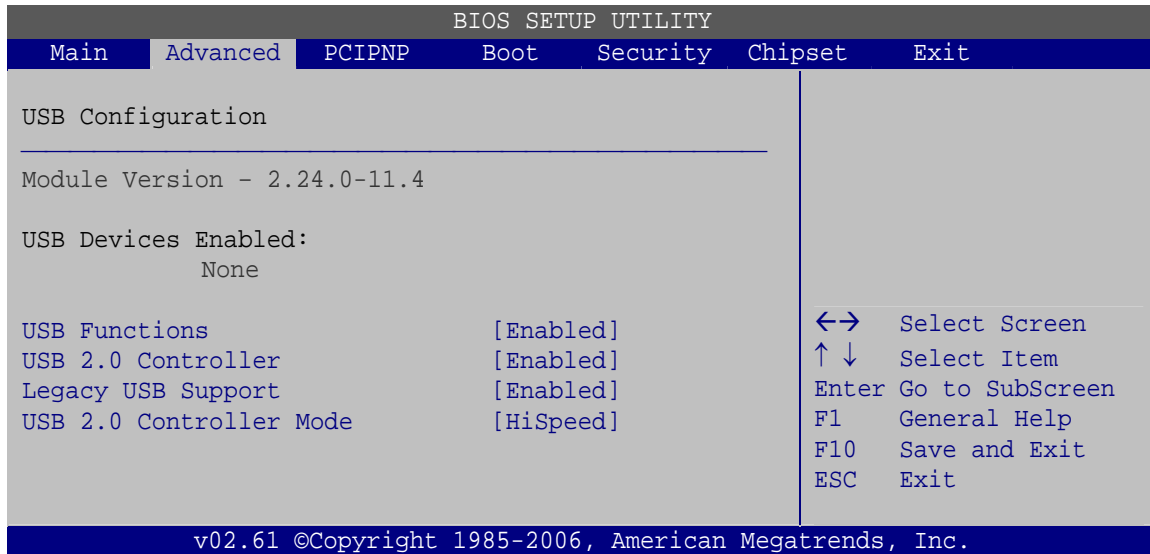 BIOS SETUP UTILITY
Main Advanced PCIPNP Boot Security Chipset Exit
USB Configuration
Module Version – 2.24.0-11.4
USB Devices Enabled:
None
USB Functions [Enabled]
USB 2.0 Controller [Enabled]
Legacy USB Support [Enabled]
USB 2.0 Controller Mode [HiSpeed]
←→ Select Screen
↑ ↓ Select Item
Enter Go to SubScreen
F1 General Help
F10 Save and Exit
ESC Exit
v02.61 ©Copyright 1985-2006, American Megatrends, Inc.